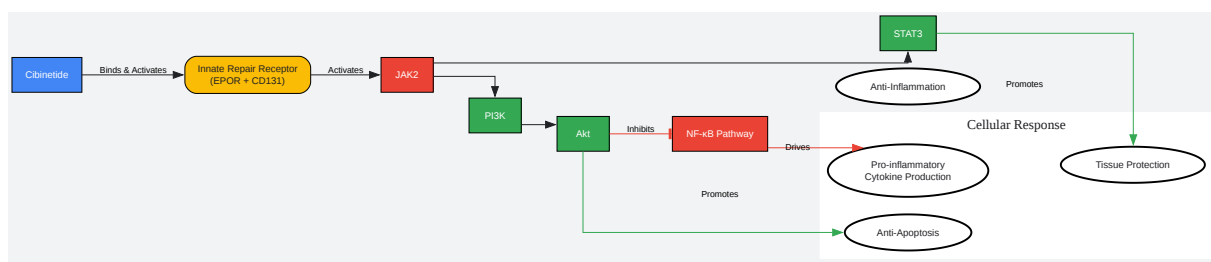 STAT3
Cibinetide
Binds & Activates
Innate Repair Receptor
(EPOR + CD131)
Activates
JAK2
Anti-Inflammation
Promotes
PI3K
Akt
Inhibits
NF-κB Pathway
Drives
Cellular Response
Pro-inflammatory
Cytokine Production
Tissue Protection
Promotes
Anti-Apoptosis